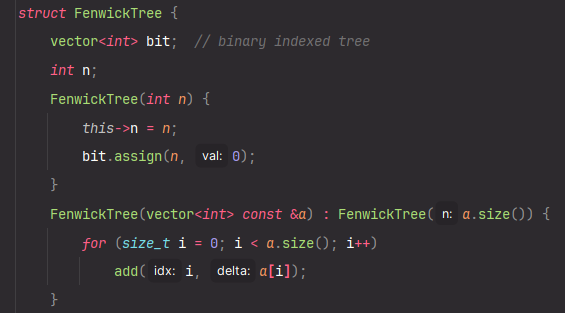 struct FenwickTree {
vector<int> bit;  // binary indexed tree
int n;
FenwickTree(int n) {
this->n = n;
bit.assign(n, val: 0);
}
FenwickTree(vector<int> const &a) : FenwickTree( n: a.size()) {
for (size_t i = 0; i < a.size(); i++)
add( idx: i, delta: a[i]);
}